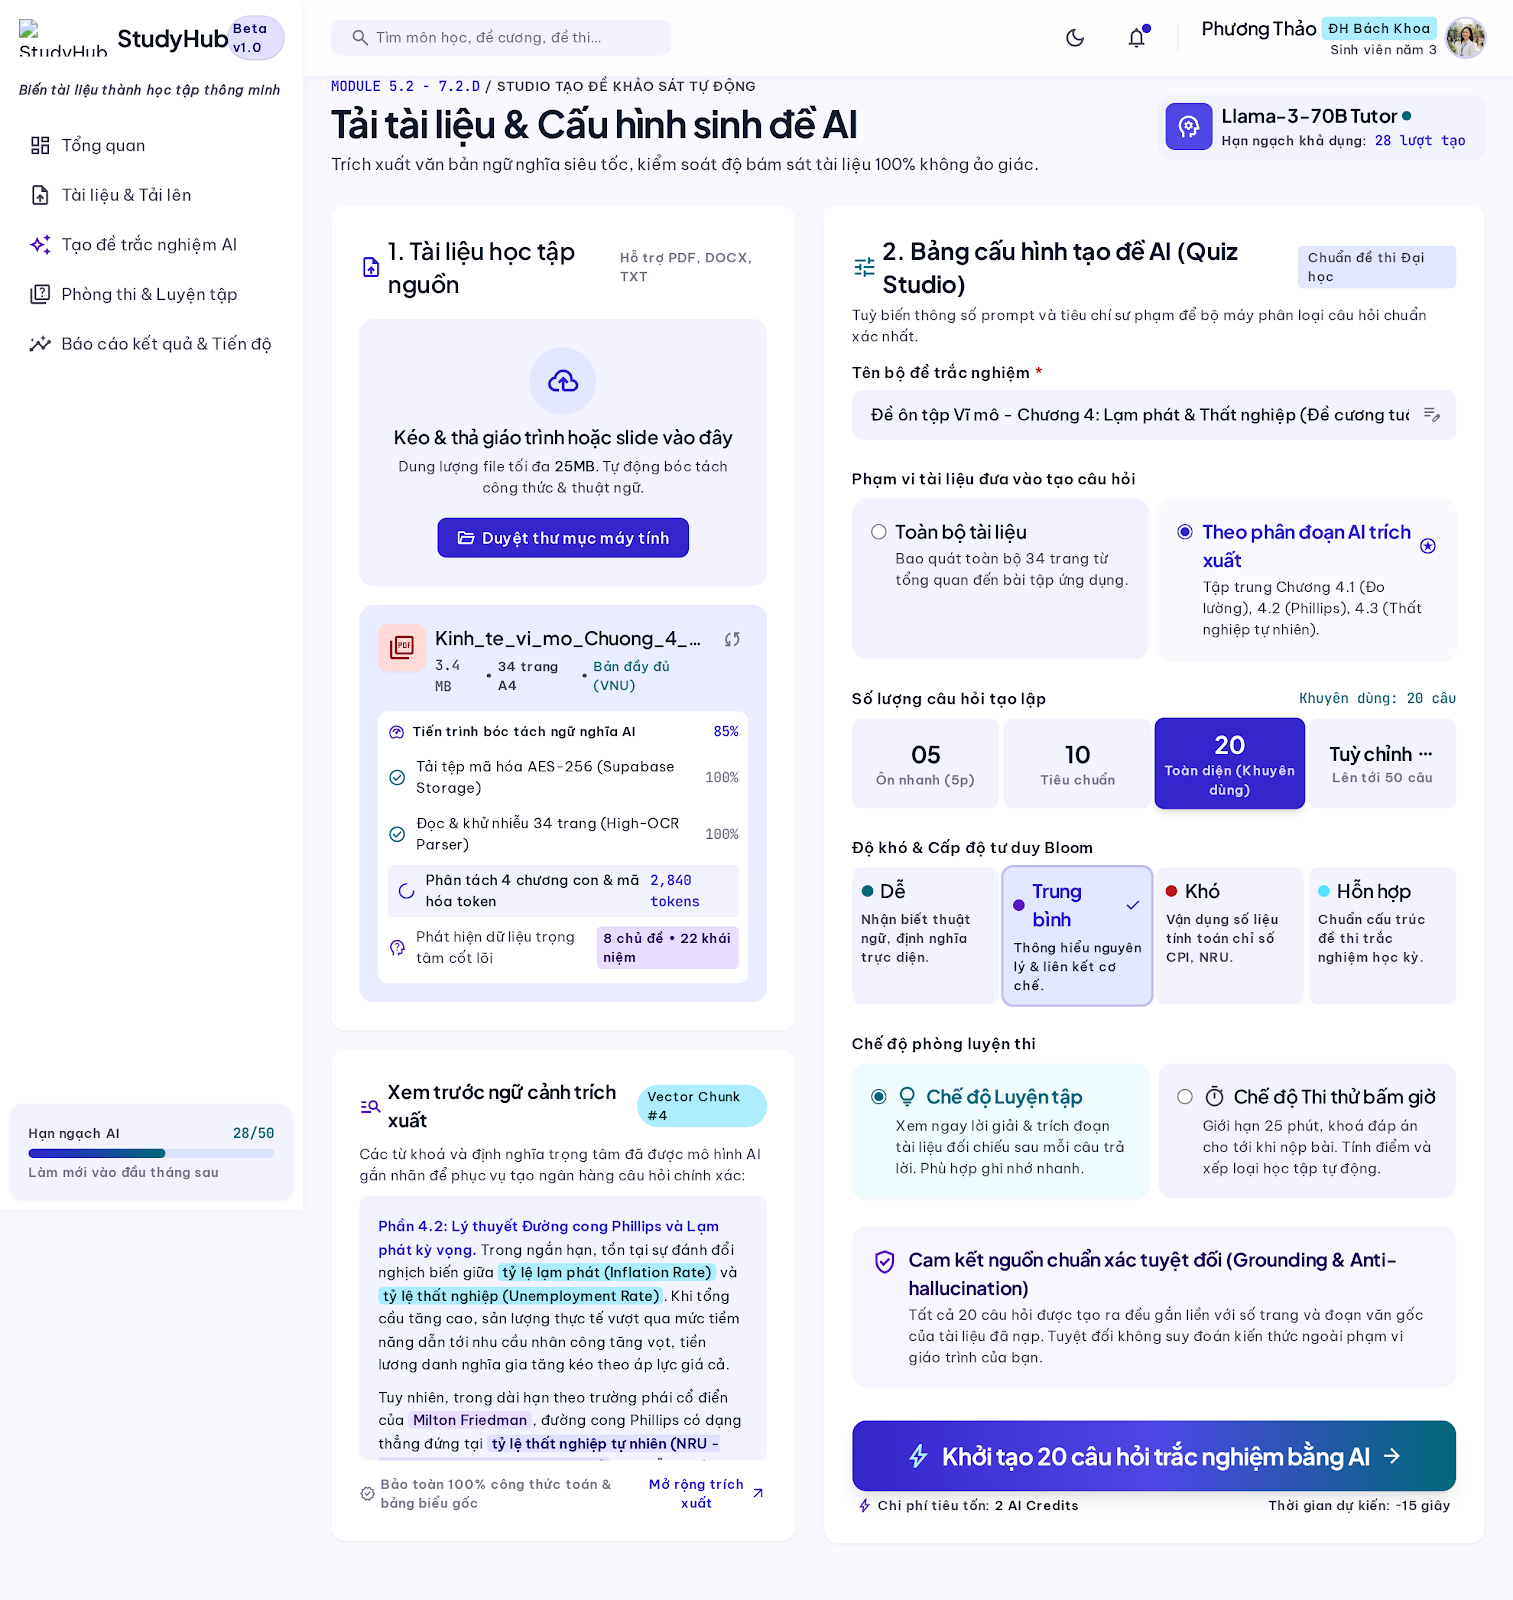 StudyHub
StudyHub
Beta
v1.0
Biến tài liệu thành học tập thông minh
Tổng quan
Tài liệu & Tải lên
Tạo đề trắc nghiệm AI
Phòng thi & Luyện tập
Báo cáo kết quả & Tiến độ
Hạn ngạch AI
28/50
Làm mới vào đầu tháng sau
Tìm môn học, đề cương, đề thi...
Phương Thảo
ĐH Bách Khoa
Sinh viên năm 3
MODULE 5.2 - 7.2.D / STUDIO TẠO ĐỀ KHẢO SÁT TỰ ĐỘNG
Tải tài liệu & Cấu hình sinh đề AI
Trích xuất văn bản ngữ nghĩa siêu tốc, kiểm soát độ bám sát tài liệu 100% không ảo giác.
Llama-3-70B Tutor
Hạn ngạch khả dụng: 28 lượt tạo
1. Tài liệu học tập
nguồn
Hỗ trợ PDF, DOCX,
TXT
Kéo & thả giáo trình hoặc slide vào đây
Dung lượng file tối đa 25MB. Tự động bóc tách
công thức & thuật ngữ.
Duyệt thư mục máy tính
PDF
Kinh_te_vi_mo_Chuong_4_...
3.4
MB
• 34 trang
A4
• Bản đầy đủ
(VNU)
Tiến trình bóc tách ngữ nghĩa AI
85%
Tải tệp mã hóa AES-256 (Supabase
Storage)
100%
Đọc & khử nhiễu 34 trang (High-OCR
Parser)
100%
Phân tách 4 chương con & mã
hóa token
2,840
tokens
Phát hiện dữ liệu trọng
tâm cốt lõi
8 chủ đề • 22 khái
niệm
Xem trước ngữ cảnh trích
xuất
Vector Chunk
#4
Các từ khoá và định nghĩa trọng tâm đã được mô hình AI
gắn nhãn để phục vụ tạo ngân hàng câu hỏi chính xác:
Phần 4.2: Lý thuyết Đường cong Phillips và Lạm
phát kỳ vọng. Trong ngắn hạn, tồn tại sự đánh đổi
nghịch biến giữa tỷ lệ lạm phát (Inflation Rate) và
tỷ lệ thất nghiệp (Unemployment Rate). Khi tổng
cầu tăng cao, sản lượng thực tế vượt qua mức tiềm
năng dẫn tới nhu cầu nhân công tăng vọt, tiền
lương danh nghĩa gia tăng kéo theo áp lực giá cả.
Tuy nhiên, trong dài hạn theo trường phái cổ điển
của Milton Friedman, đường cong Phillips có dạng
thẳng đứng tại tỷ lệ thất nghiệp tự nhiên (NRU -
Bảo toàn 100% công thức toán &
bảng biểu gốc
Mở rộng trích
xuất
2. Bảng cấu hình tạo đề AI (Quiz
Studio)
Chuẩn đề thi Đại
học
Tuỳ biến thông số prompt và tiêu chí sư phạm để bộ máy phân loại câu hỏi chuẩn
xác nhất.
Tên bộ đề trắc nghiệm *
Đề ôn tập Vĩ mô - Chương 4: Lạm phát & Thất nghiệp (Đề cương tuầ
Phạm vi tài liệu đưa vào tạo câu hỏi
Toàn bộ tài liệu
Bao quát toàn bộ 34 trang từ
tổng quan đến bài tập ứng dụng.
Theo phân đoạn AI trích
xuất
Tập trung Chương 4.1 (Đo
lường), 4.2 (Phillips), 4.3 (Thất
nghiệp tự nhiên).
Số lượng câu hỏi tạo lập
Khuyên dùng: 20 câu
05
Ôn nhanh (5p)
10
Tiêu chuẩn
20
Toàn diện (Khuyên
dùng)
Tuỳ chỉnh ···
Lên tới 50 câu
Độ khó & Cấp độ tư duy Bloom
Dễ
Nhận biết thuật
ngữ, định nghĩa
trực diện.
Trung
bình
Thông hiểu nguyên
lý & liên kết cơ
chế.
Khó
Vận dụng số liệu
tính toán chỉ số
CPI, NRU.
Hỗn hợp
Chuẩn cấu trúc
đề thi trắc
nghiệm học kỳ.
Chế độ phòng luyện thi
Chế độ Luyện tập
Xem ngay lời giải & trích đoạn
tài liệu đối chiếu sau mỗi câu trả
lời. Phù hợp ghi nhớ nhanh.
Chế độ Thi thử bấm giờ
Giới hạn 25 phút, khoá đáp án
cho tới khi nộp bài. Tính điểm và
xếp loại học tập tự động.
Cam kết nguồn chuẩn xác tuyệt đối (Grounding & Anti-
hallucination)
Tất cả 20 câu hỏi được tạo ra đều gắn liền với số trang và đoạn văn gốc
của tài liệu đã nạp. Tuyệt đối không suy đoán kiến thức ngoài phạm vi
giáo trình của bạn.
Khởi tạo 20 câu hỏi trắc nghiệm bằng AI
Chi phí tiêu tốn: 2 AI Credits
Thời gian dự kiến: ~15 giây